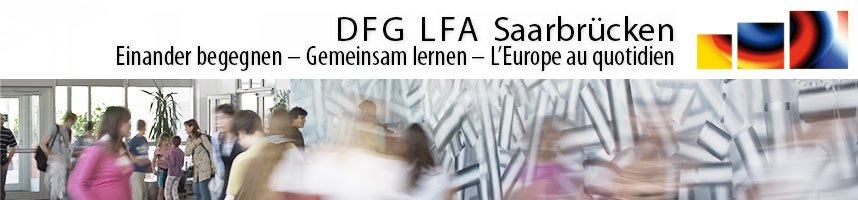 DFG LFA Saarbrücken
Einander begegnen – Gemeinsam lernen – L'Europe au quotidien